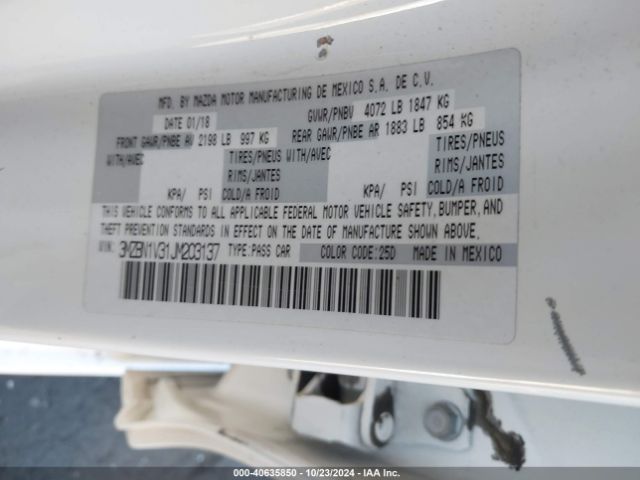 MFD. BY MAZDA MOTOR MANUFACTURING DE MEXICO S.A. DE C.V.
DATE 01/18 GVWR/PNBV 4072 LB 1847 KG
FRONT GAWR/PNBE AV 2198 LB 997 KG REAR GAWR/PNBE AR 1883 LB 854 KG
WITH/AVEC TIRES/PNEUS WITH/AVEC TIRES/PNEUS
RIMS/JANTES RIMS/JANTES
KPA/ PSI COLD/A FROID KPA/ PSI COLD/A FROID
THIS VEHICLE CONFORMS TO ALL APPLICABLE FEDERAL MOTOR VEHICLE SAFETY, BUMPER, AND
THEFT PREVENTION STANDARDS IN EFFECT ON THE DATE OF MANUFACTURE SHOWN ABOVE.
VIN: 3MZBN1V31JM203137 TYPE:PASS CAR COLOR CODE:25D MADE IN MEXICO
000-40635850 - 10/23/2024 - IAA Inc.